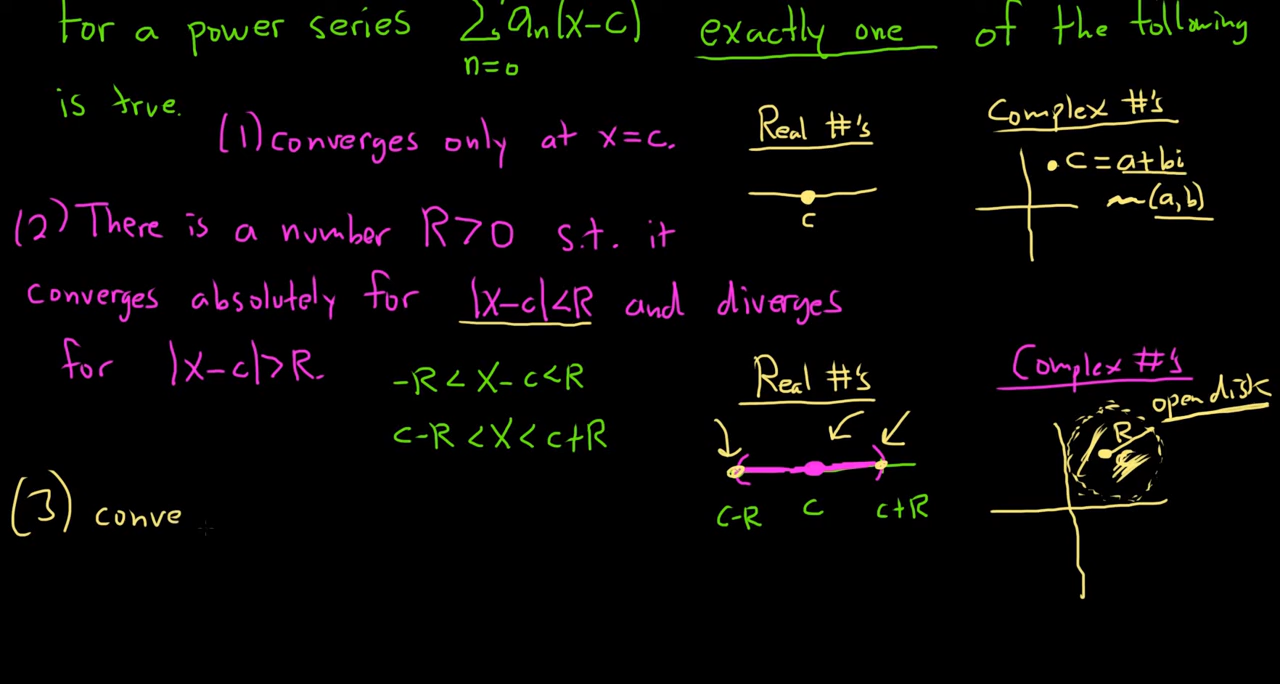 For a power series ∑ aₙ(x-c) exactly one of the following
n=0
is true.
(1) converges only at x=c.
Real #'s
c
Complex #'s
c = a+bi
(a,b)
(2) There is a number R>0 s.t. it
converges absolutely for |x-c|<R and diverges
for |x-c|>R.
-R < x-c < R
c-R < x < c+R
Real #'s
c-R c c+R
Complex #'s
open disk
R
c
(3) conve